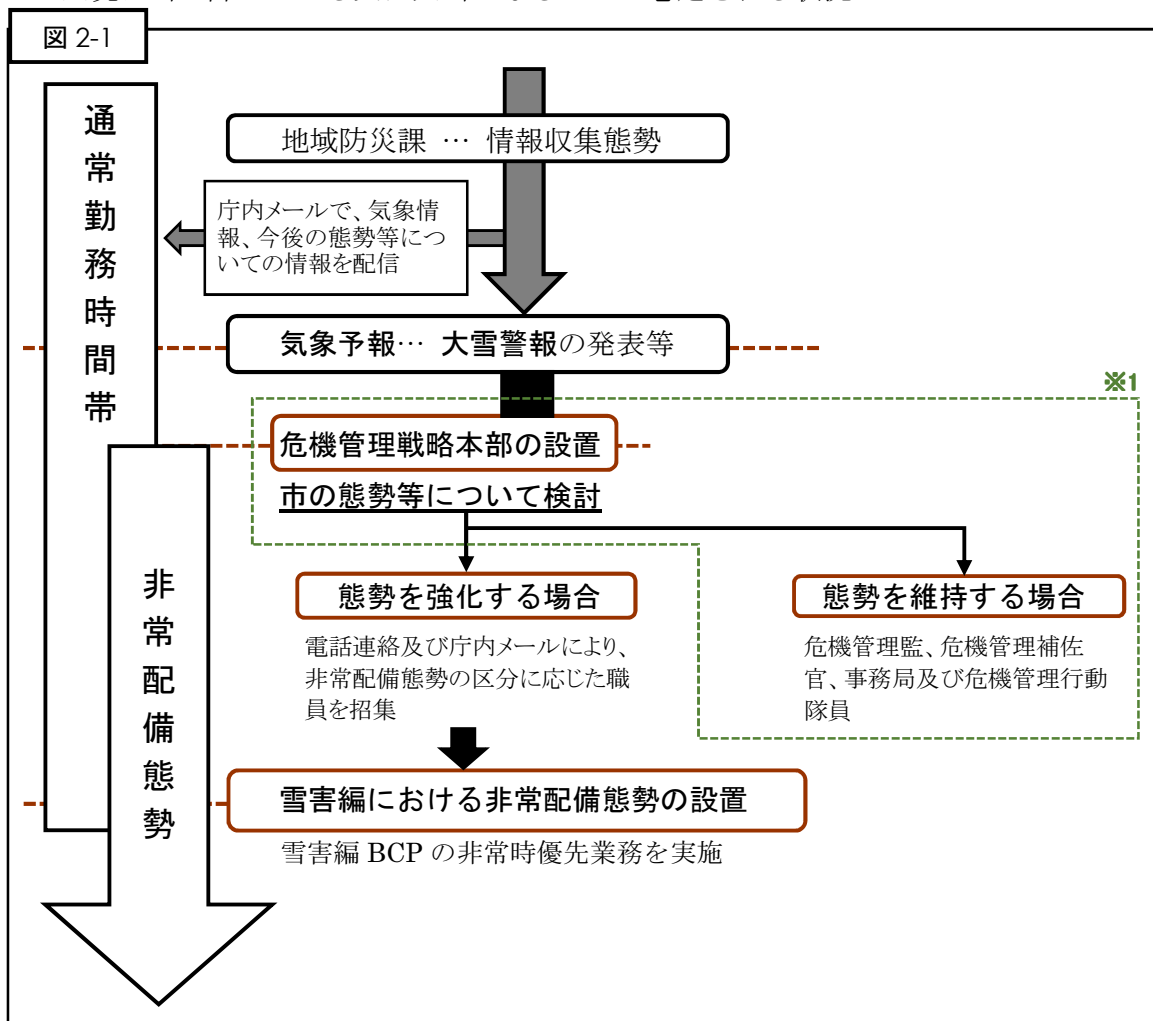 図 2-1
通常勤務時間帯
地域防災課 … 情報収集態勢
庁内メールで、気象情
報、今後の態勢等につ
いての情報を配信
気象予報… 大雪警報の発表等
※1
危機管理戦略本部の設置
市の態勢等について検討
非常配備態勢
態勢を強化する場合
電話連絡及び庁内メールにより、
非常配備態勢の区分に応じた職
員を招集
態勢を維持する場合
危機管理監、危機管理補佐
官、事務局及び危機管理行動
隊員
雪害編における非常配備態勢の設置
雪害編 BCP の非常時優先業務を実施